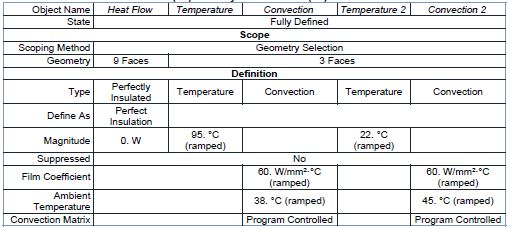 Object Name Heat Flow Temperature Convection Temperature 2 Convection 2
State Fully Defined
Scope
Scoping Method Geometry Selection
Geometry 9 Faces 3 Faces
Definition
Type Perfectly Insulated Temperature Convection Temperature Convection
Define As Perfect Insulation
Magnitude 0. W 95. °C (ramped) 22. °C (ramped)
Suppressed No
Film Coefficient 60. W/mm²·°C (ramped) 60. W/mm²·°C (ramped)
Ambient Temperature 38. °C (ramped) 45. °C (ramped)
Convection Matrix Program Controlled Program Controlled